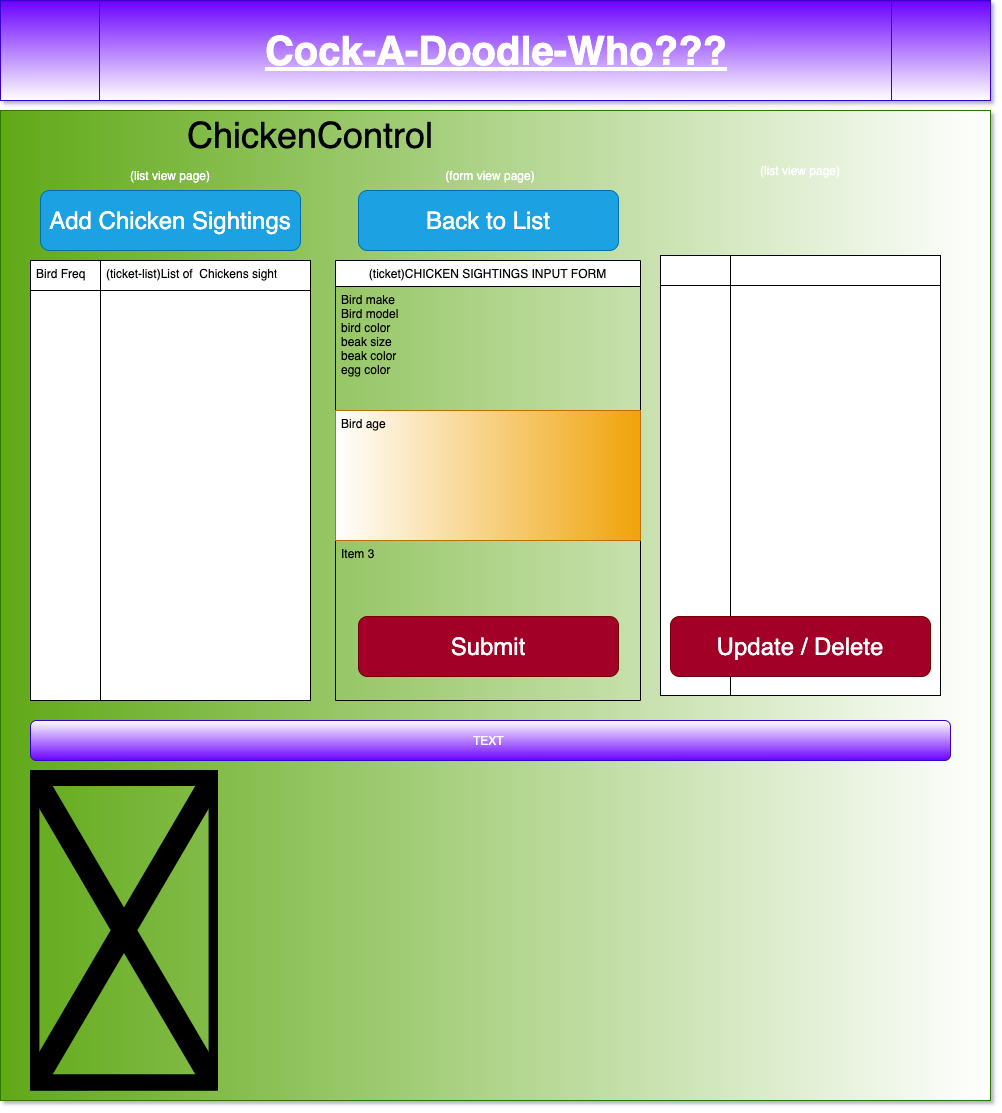 Cock-A-Doodle-Who???
ChickenControl
(list view page)
(form view page)
(list view page)
Add Chicken Sightings
Back to List
Bird Freq
(ticket-list)List of  Chickens sight
(ticket)CHICKEN SIGHTINGS INPUT FORM
Bird make
Bird model
bird color
beak size
beak color
egg color
Bird age
Item 3
Submit
Update / Delete
TEXT